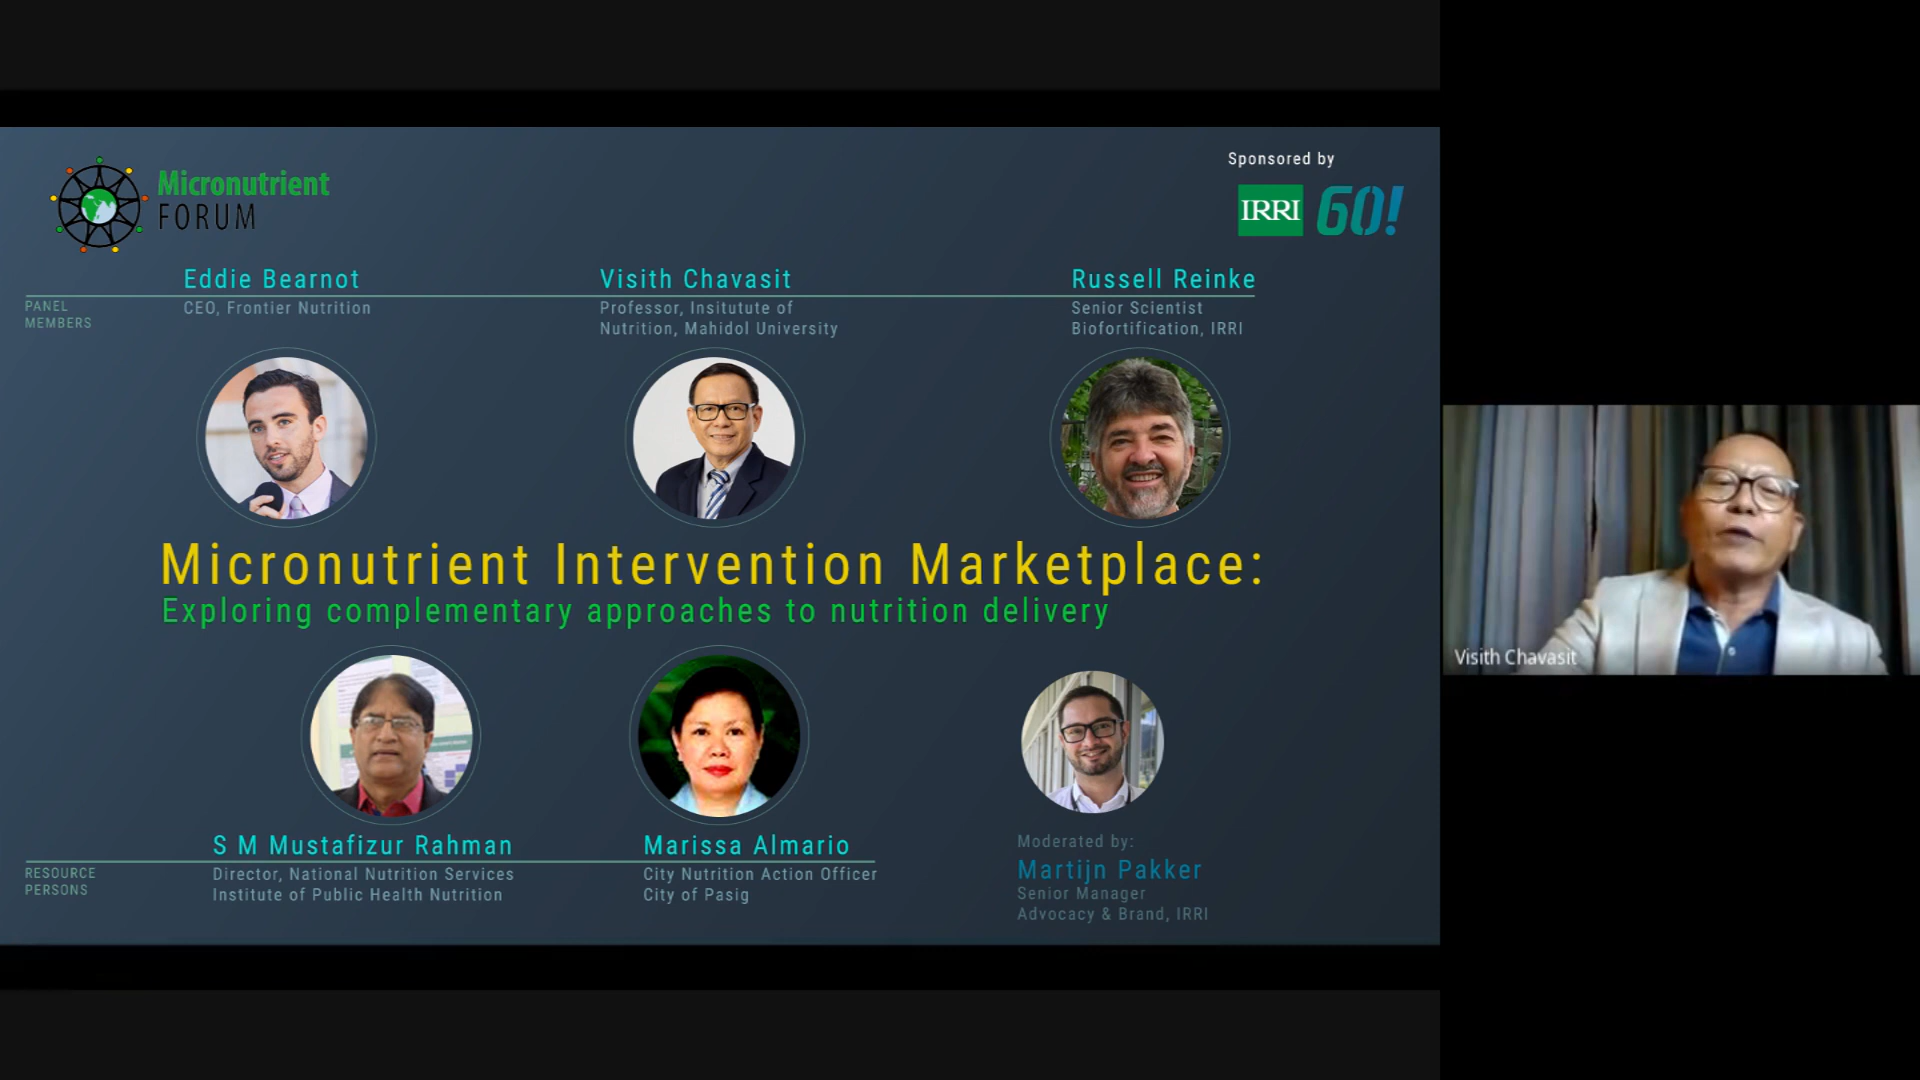 Micronutrient
FORUM
Sponsored by
IRRI 60!
Eddie Bearnot
CEO, Frontier Nutrition
Visith Chavasit
Professor, Insitutute of
Nutrition, Mahidol University
Russell Reinke
Senior Scientist
Biofortification, IRRI
PANEL
MEMBERS
Micronutrient Intervention Marketplace:
Exploring complementary approaches to nutrition delivery
Visith Chavasit
S M Mustafizur Rahman
Director, National Nutrition Services
Institute of Public Health Nutrition
Marissa Almario
City Nutrition Action Officer
City of Pasig
RESOURCE
PERSONS
Moderated by:
Martijn Pakker
Senior Manager
Advocacy & Brand, IRRI